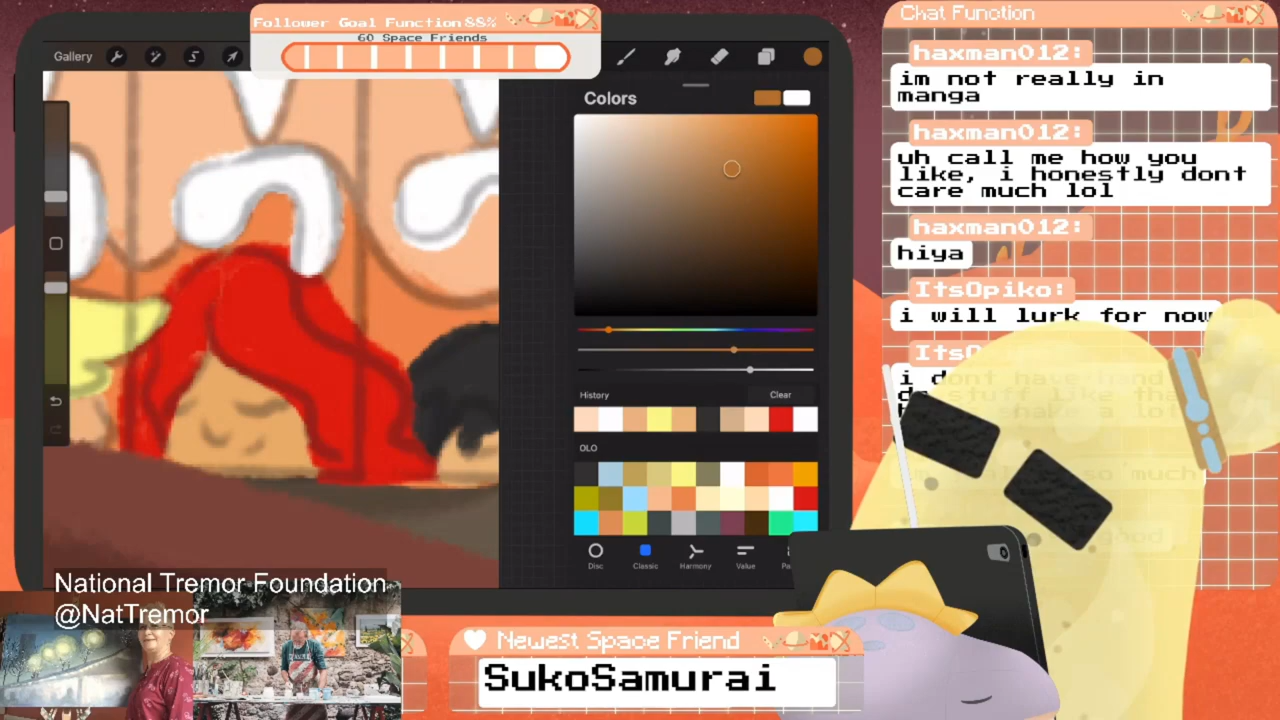 Follower Goal Function 88%
60 Space Friends
Gallery
Colors
History
Clear
OLO
Disc
Classic
Harmony
Value
Chat Function
haxman012:
im not really in
manga
haxman012:
uh call me how you
like, i honestly dont
care much lol
haxman012:
hiya
ItsOpiko:
i will lurk for now
National Tremor Foundation
@NatTremor
Newest Space Friend
SukoSamurai